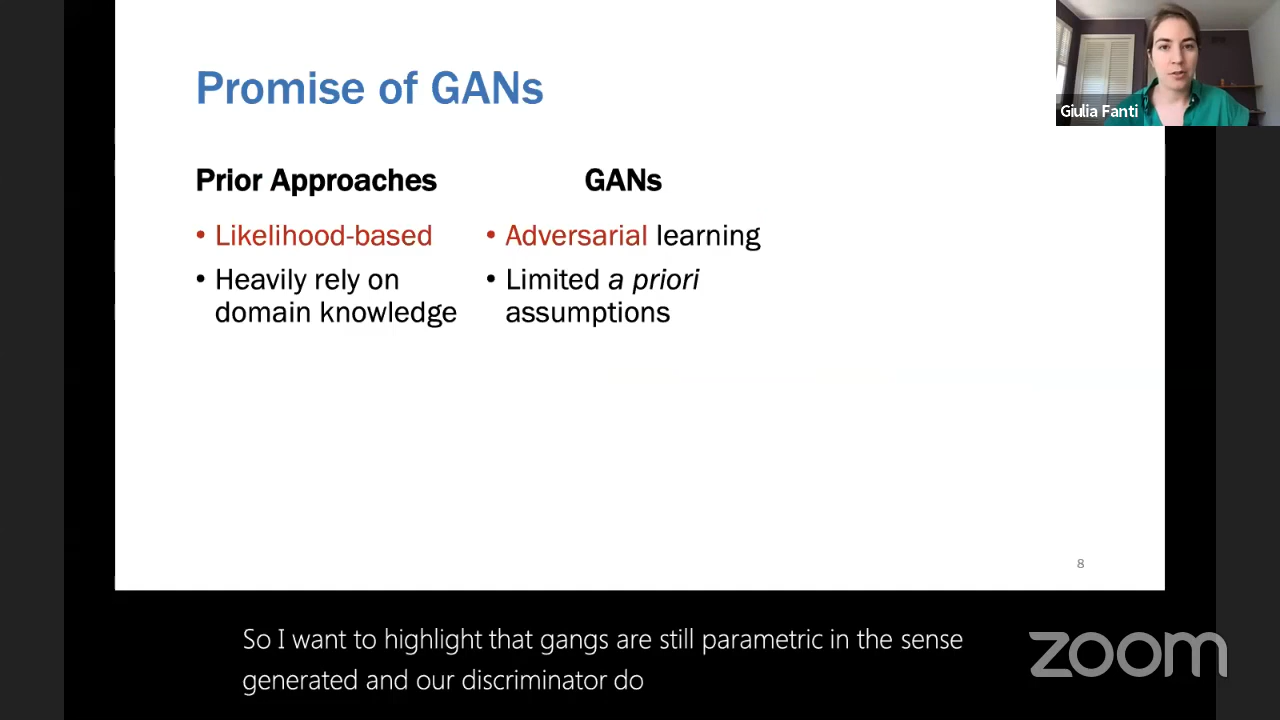 Promise of GANs
Giulia Fanti
Prior Approaches
GANs
• Likelihood-based
• Adversarial learning
• Heavily rely on
domain knowledge
• Limited a priori
assumptions
8
So I want to highlight that gangs are still parametric in the sense
generated and our discriminator do
zoom